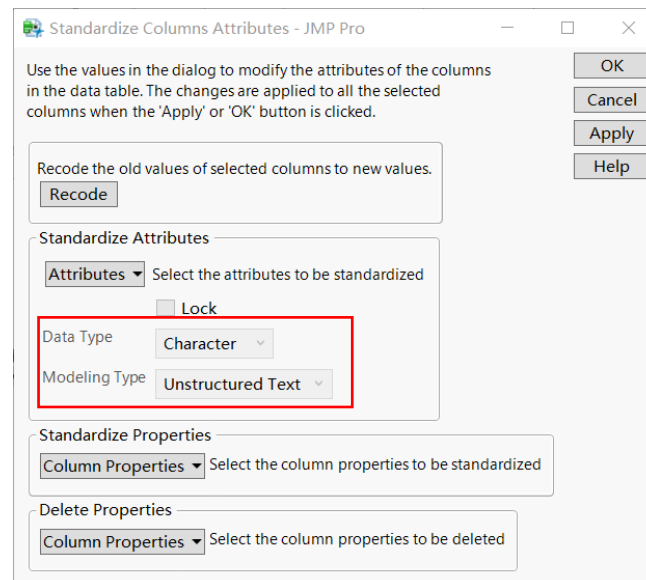 Standardize Columns Attributes - JMP Pro
Use the values in the dialog to modify the attributes of the columns
in the data table. The changes are applied to all the selected
columns when the 'Apply' or 'OK' button is clicked.
OK
Cancel
Apply
Help
Recode the old values of selected columns to new values.
Recode
Standardize Attributes
Attributes Select the attributes to be standardized
Lock
Data Type Character
Modeling Type Unstructured Text
Standardize Properties
Column Properties Select the column properties to be standardized
Delete Properties
Column Properties Select the column properties to be deleted